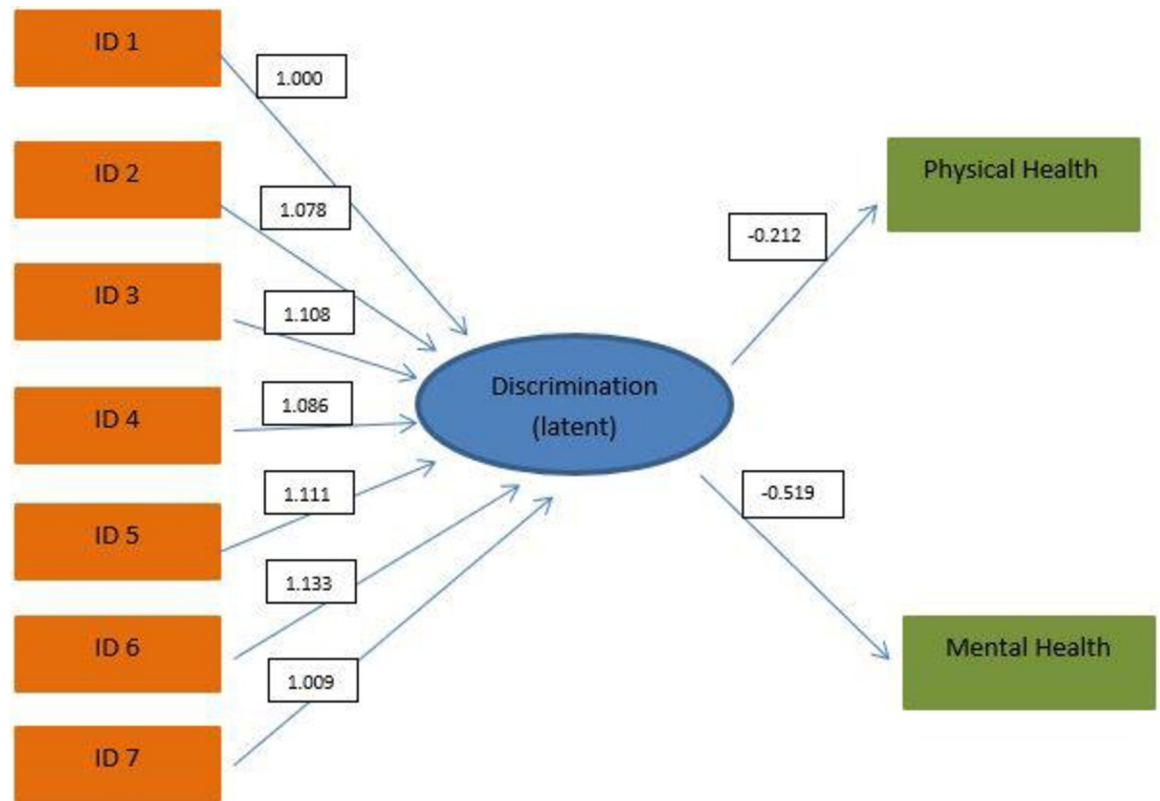 ID 1
1.000
ID 2
1.078
ID 3
1.108
ID 4
1.086
ID 5
1.111
ID 6
1.133
ID 7
1.009
Discrimination
(latent)
-0.212
Physical Health
-0.519
Mental Health